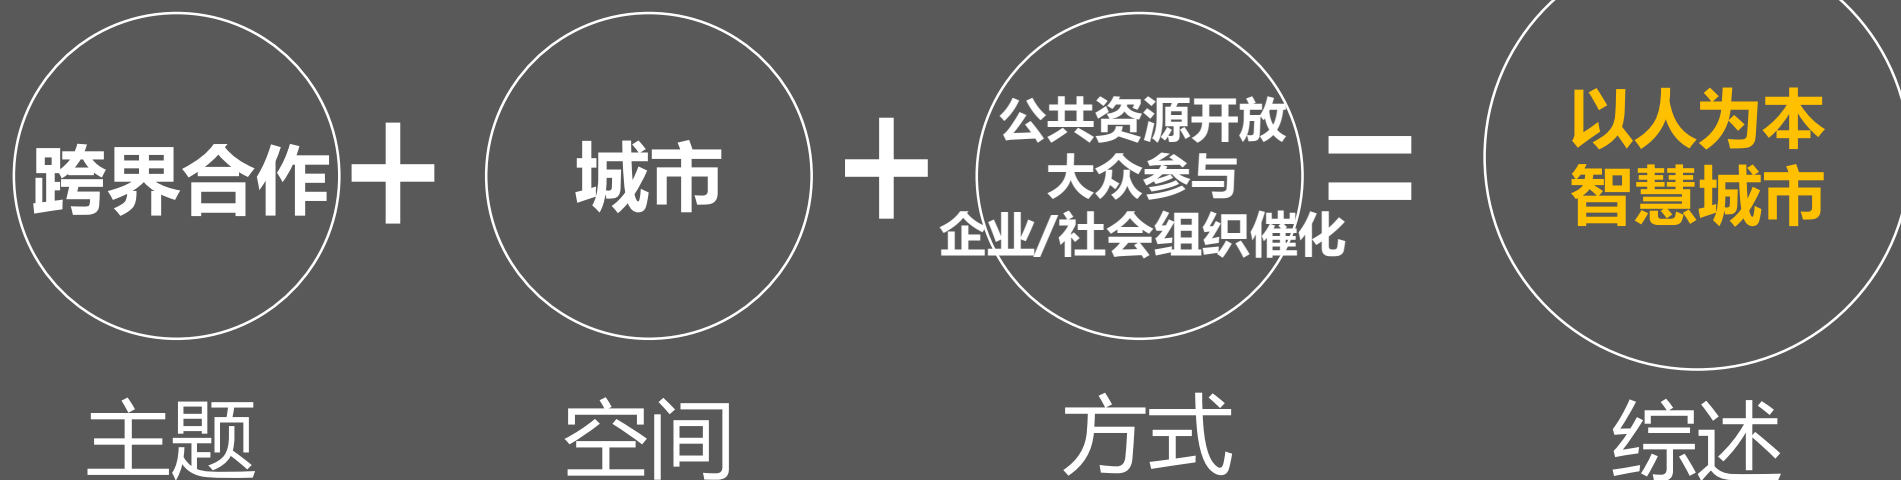 跨界合作
+
城市
+
公共资源开放
大众参与
企业/社会组织催化
=
以人为本
智慧城市
主题
空间
方式
综述